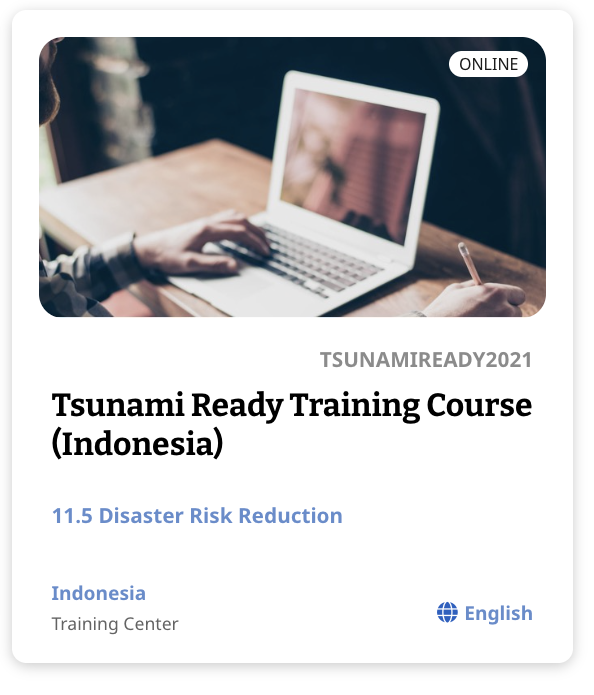 ONLINE
TSUNAMIREADY2021
Tsunami Ready Training Course
(Indonesia)
11.5 Disaster Risk Reduction
Indonesia
Training Center
English